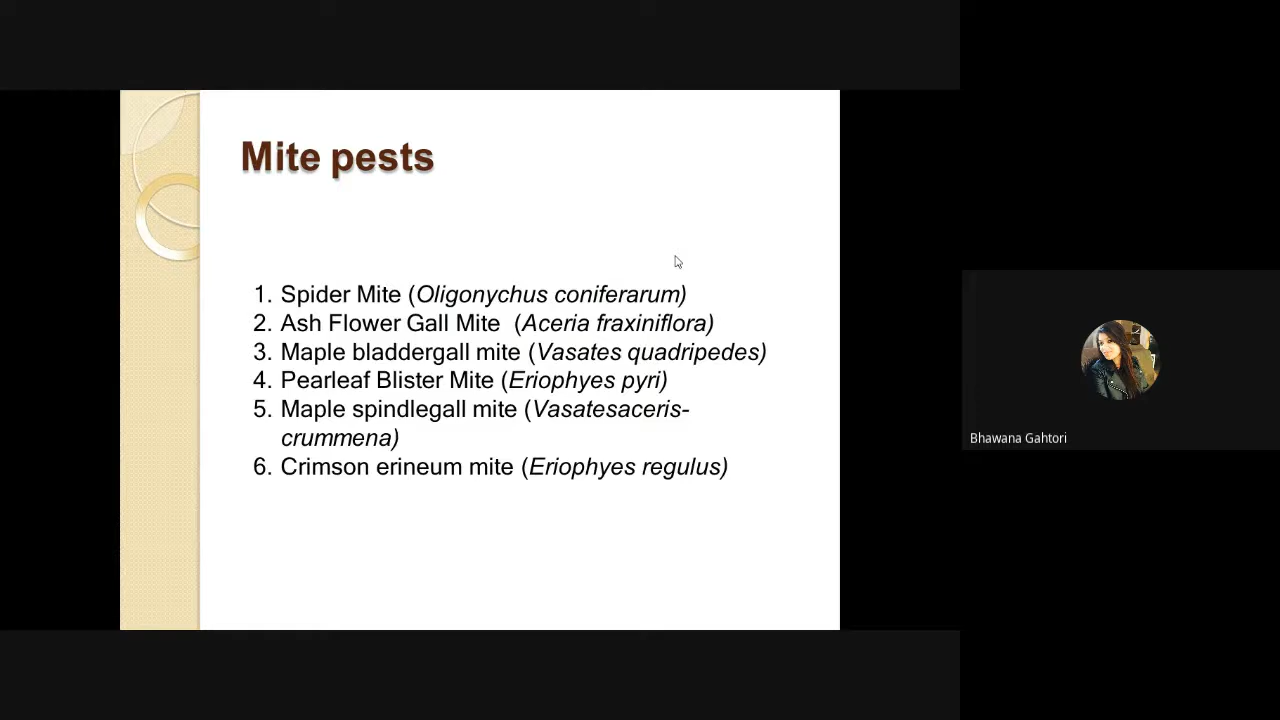 Mite pests
1. Spider Mite (Oligonychus coniferarum)
2. Ash Flower Gall Mite (Aceria fraxiniflora)
3. Maple bladdergall mite (Vasates quadripedes)
4. Pearleaf Blister Mite (Eriophyes pyri)
5. Maple spindlegall mite (Vasatesaceris-
crummena)
6. Crimson erineum mite (Eriophyes regulus)
Bhawana Gahtori